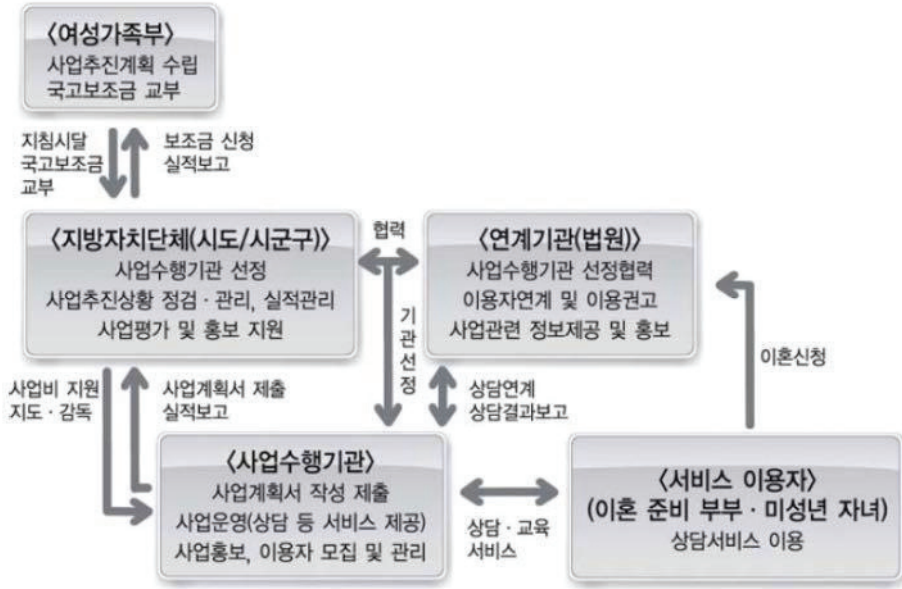 〈여성가족부〉
사업추진계획 수립
국고보조금 교부
지침시달
국고보조금
교부
보조금 신청
실적보고
〈지방자치단체(시도/시군구)〉
사업수행기관 선정
사업추진상황 정검 · 관리, 실적관리
사업평가 및 홍보 지원
협력
기관선정
〈연계기관(법원)〉
사업수행기관 선정협력
이용자연계 및 이용권고
사업관련 정보제공 및 홍보
이혼신청
사업비 지원
지도 · 감독
사업계획서 제출
실적보고
상담연계
상담결과보고
〈사업수행기관〉
사업계획서 작성 제출
사업운영(상담 등 서비스 제공)
사업홍보, 이용자 모집 및 관리
상담 · 교육
서비스
〈서비스 이용자〉
(이혼 준비 부부 · 미성년 자녀)
상담서비스 이용